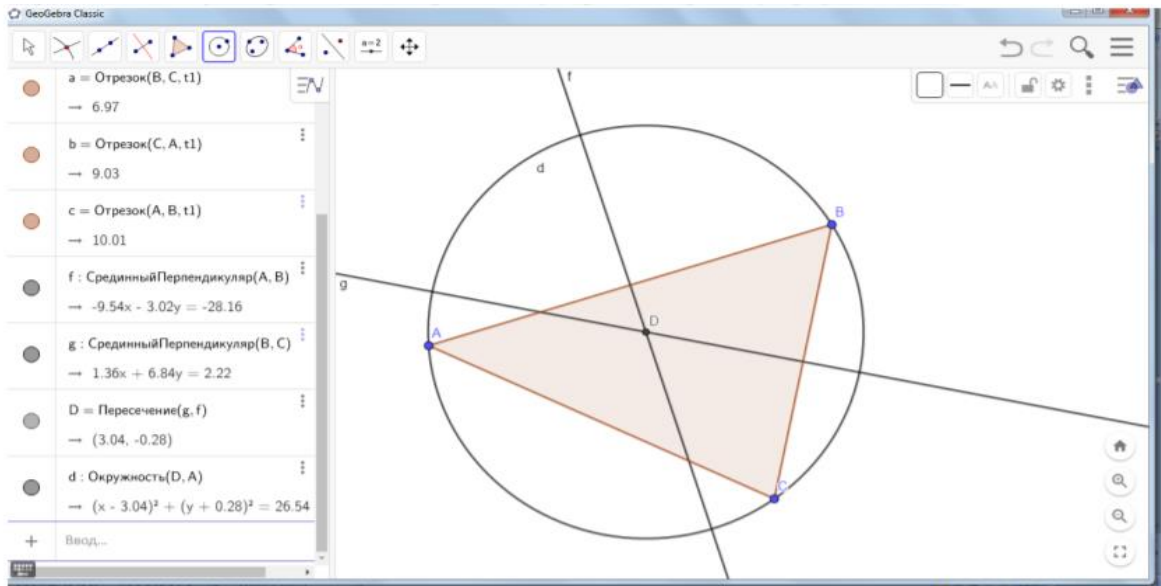 GeoGebra Classic
a=2
a = Отрезок(B, C, t1)
→ 6.97
b = Отрезок(C, A, t1)
→ 9.03
c = Отрезок(A, B, t1)
→ 10.01
f : СрединныйПерпендикуляр(A, B)
→ -9.54x - 3.02y = -28.16
g : СрединныйПерпендикуляр(B, C)
→ 1.36x + 6.84y = 2.22
D = Пересечение(g, f)
→ (3.04, -0.28)
d : Окружность(D, A)
→ (x - 3.04)² + (y + 0.28)² = 26.54
+ Ввод...
f
AA
d
B
g
D
A
C